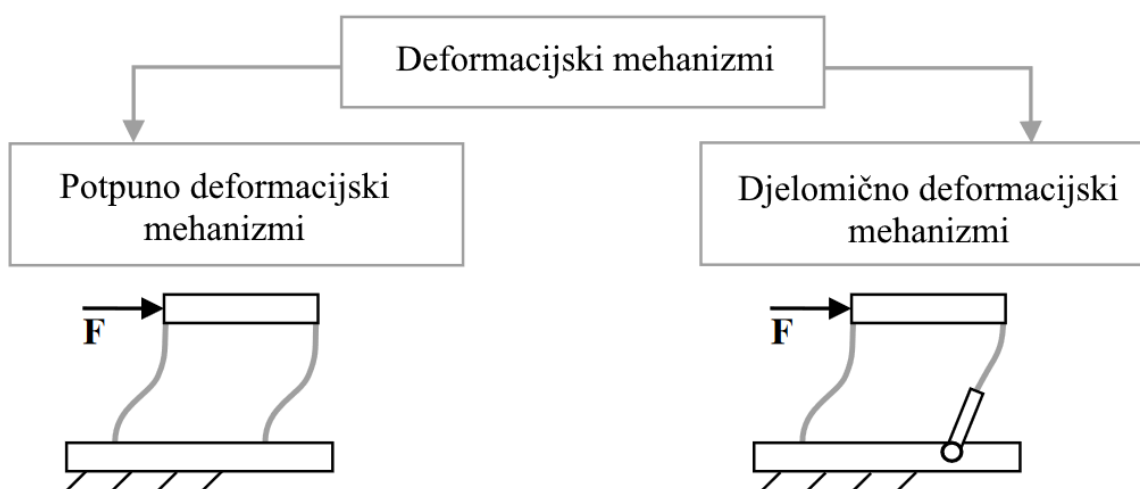 Deformacijski mehanizmi
Potpuno deformacijski
mehanizmi
Djelomično deformacijski
mehanizmi
F
F